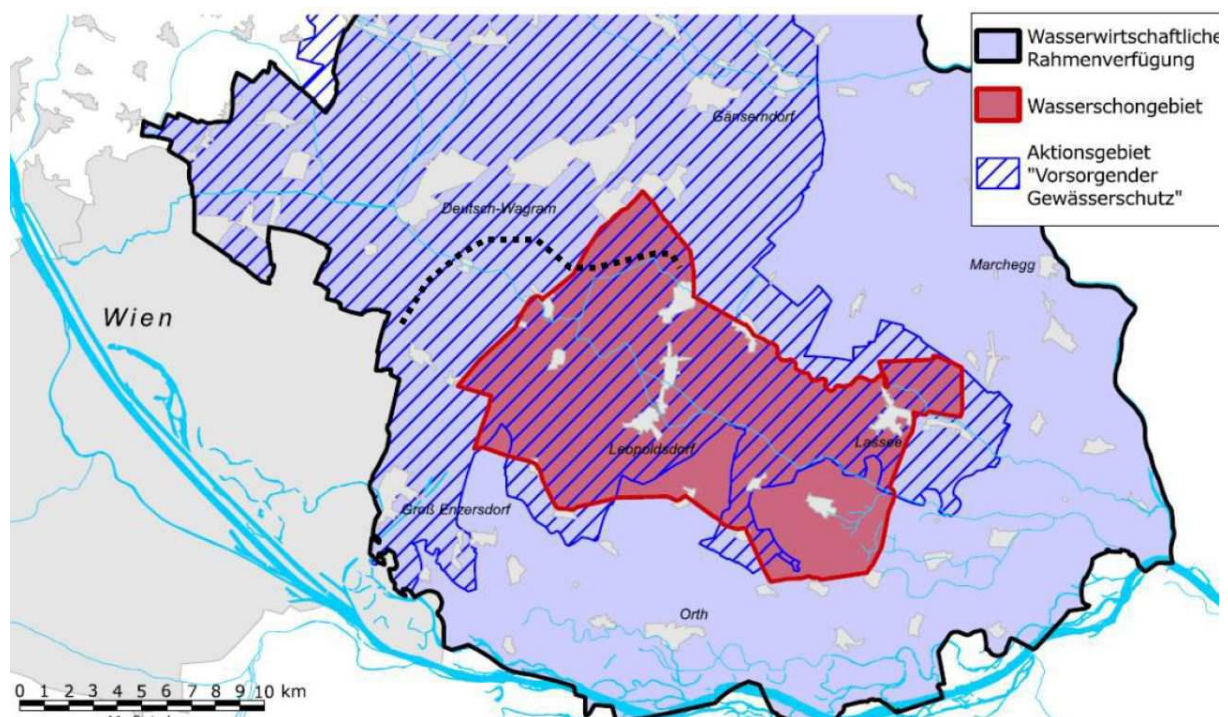 Wasserwirtschaftliche
Rahmenverfügung
Wasserschongebiet
Aktionsgebiet
"Vorsorgender
Gewässerschutz"
Gänserndorf
Deutsch-Wagram
Marchegg
Wien
Leopoldsdorf
Lassee
Groß Enzersdorf
Orth
0 1 2 3 4 5 6 7 8 9 10 km